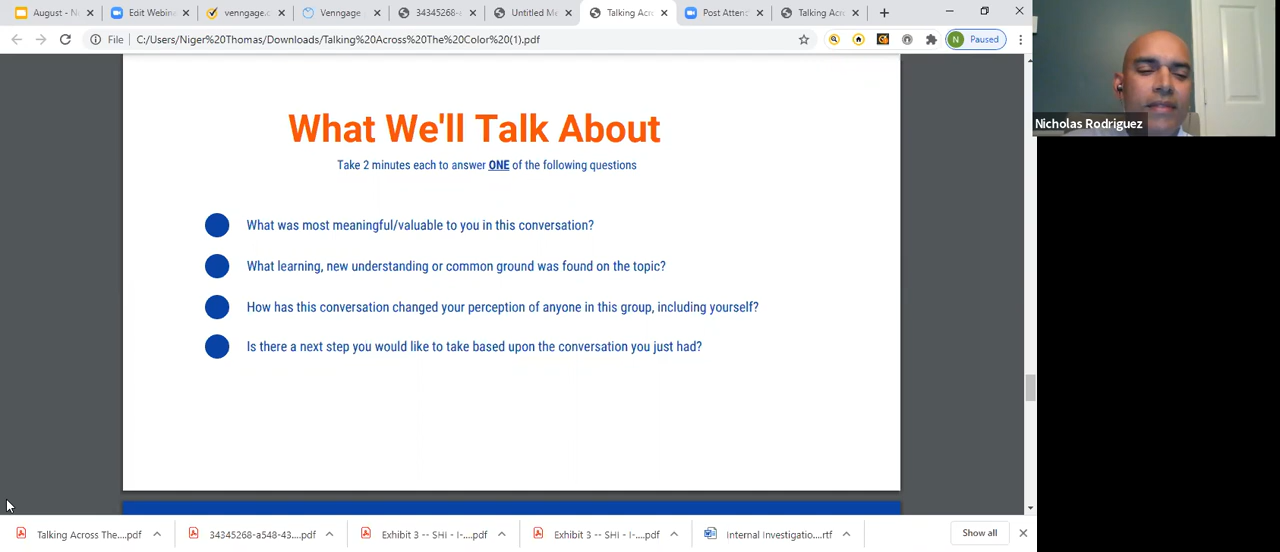 August - N
Edit Webina
venngage.c
Venngage
34345268-a
Untitled Me
Talking Acr
Post Attend
Talking Acr
File
C:/Users/Niger%20Thomas/Downloads/Talking%20Across%20The%20Color%20(1).pdf
N
Paused
Nicholas Rodriguez
What We'll Talk About
Take 2 minutes each to answer ONE of the following questions
What was most meaningful/valuable to you in this conversation?
What learning, new understanding or common ground was found on the topic?
How has this conversation changed your perception of anyone in this group, including yourself?
Is there a next step you would like to take based upon the conversation you just had?
Talking Across The....pdf
34345268-a548-43....pdf
Exhibit 3 -- SHI - I-....pdf
Exhibit 3 -- SHI - I-....pdf
Internal Investigatio....rtf
Show all